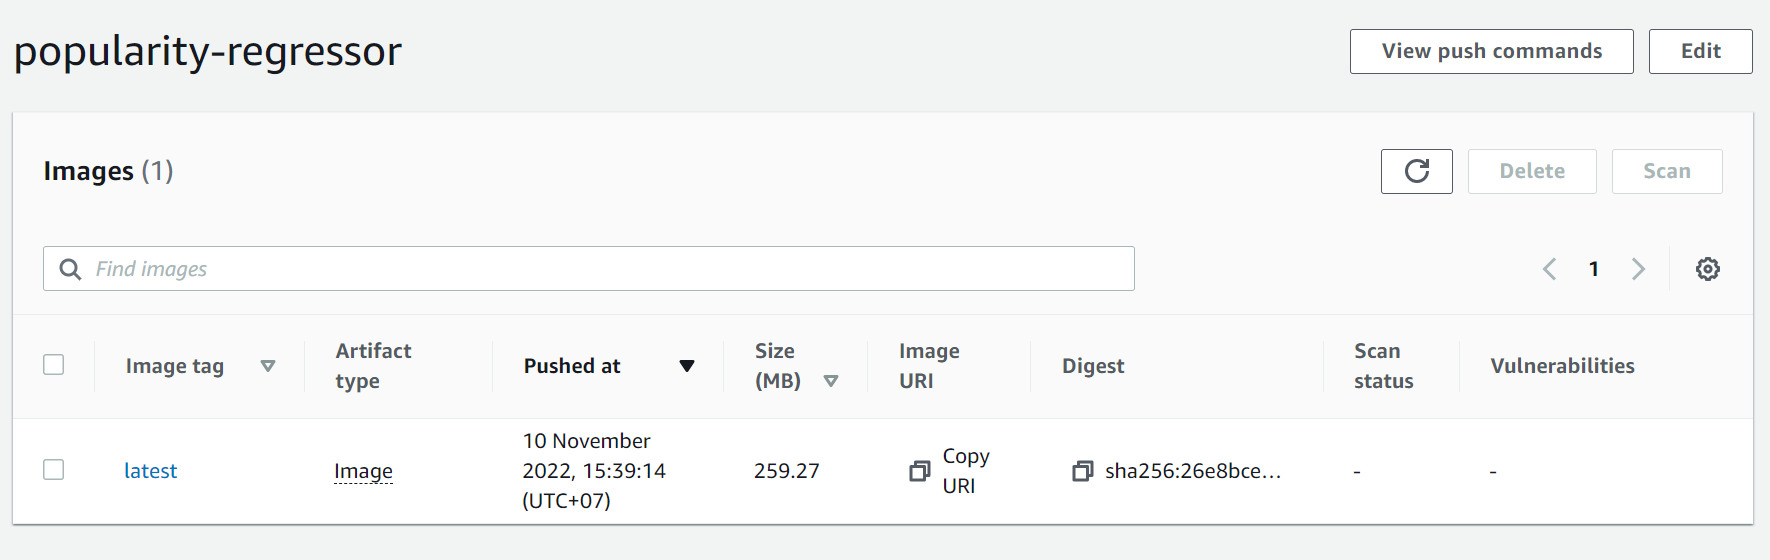 popularity-regressor
View push commands
Edit
Images (1)
Delete
Scan
Find images
1
Image tag
Artifact
type
Pushed at
Size
(MB)
Image
URI
Digest
Scan
status
Vulnerabilities
latest
Image
10 November
2022, 15:39:14
(UTC+07)
259.27
Copy
URI
sha256:26e8bce...
-
-